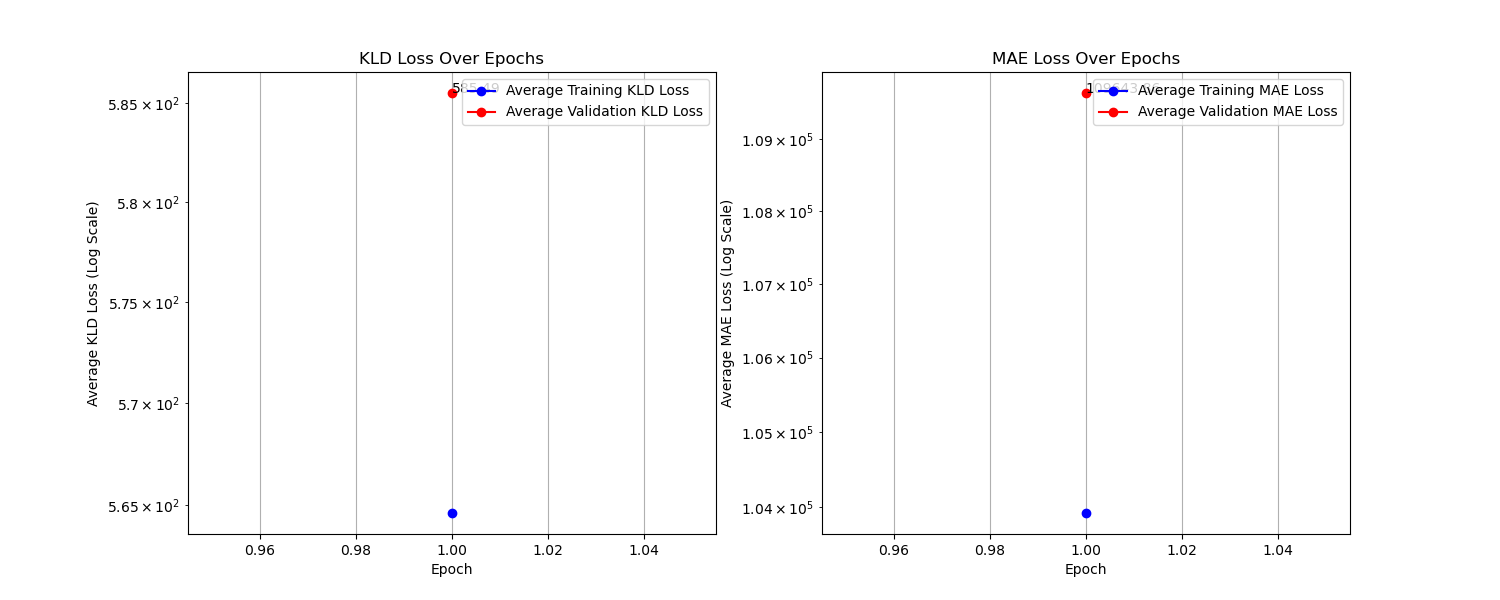 KLD Loss Over Epochs
585.49
Average Training KLD Loss
Average Validation KLD Loss
5.85 × 10²
5.8 × 10²
5.75 × 10²
5.7 × 10²
5.65 × 10²
Average KLD Loss (Log Scale)
0.96 0.98 1.00 1.02 1.04
Epoch
MAE Loss Over Epochs
Average Training MAE Loss
Average Validation MAE Loss
1.09 × 10⁵
1.08 × 10⁵
1.07 × 10⁵
1.06 × 10⁵
1.05 × 10⁵
1.04 × 10⁵
Average MAE Loss (Log Scale)
0.96 0.98 1.00 1.02 1.04
Epoch